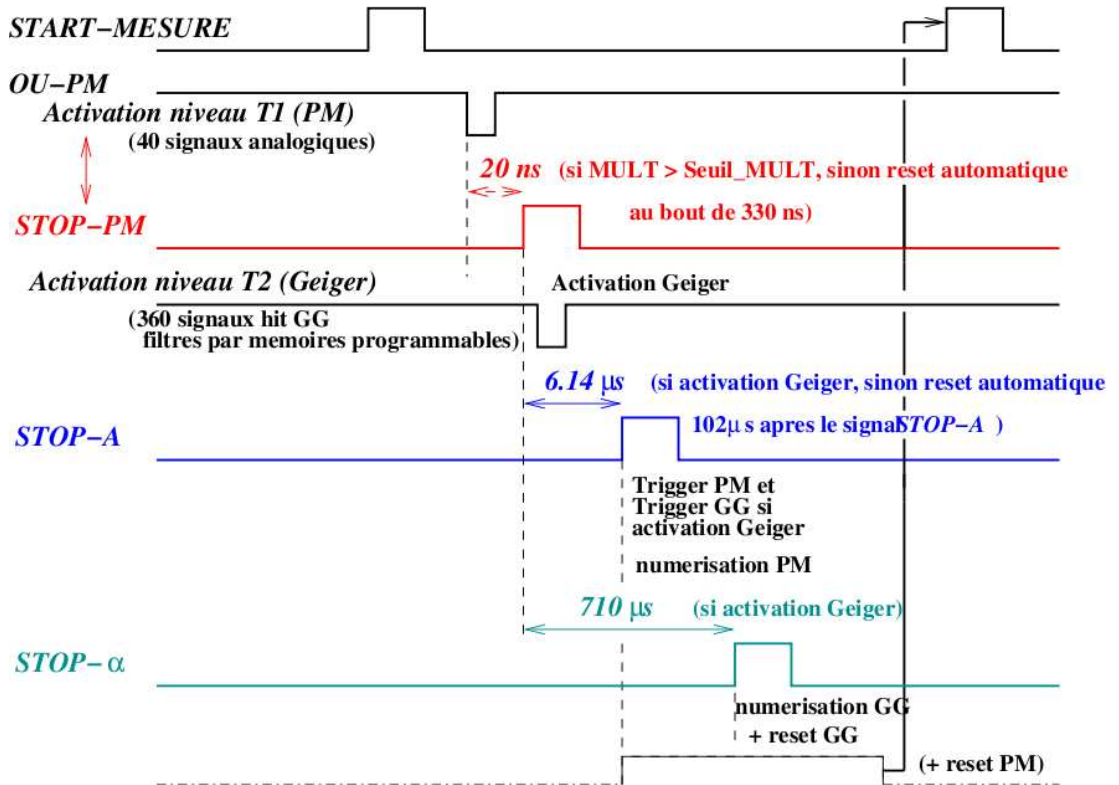 START–MESURE
OU–PM
Activation niveau T1 (PM)
(40 signaux analogiques)
20 ns (si MULT > Seuil_MULT, sinon reset automatique
au bout de 330 ns)
STOP–PM
Activation niveau T2 (Geiger)
Activation Geiger
(360 signaux hit GG
filtres par memoires programmables)
6.14 μs (si activation Geiger, sinon reset automatique
102μ s apres le signal STOP–A )
STOP–A
Trigger PM et
Trigger GG si
activation Geiger
numerisation PM
710 μs (si activation Geiger)
STOP– α
numerisation GG
+ reset GG
(+ reset PM)